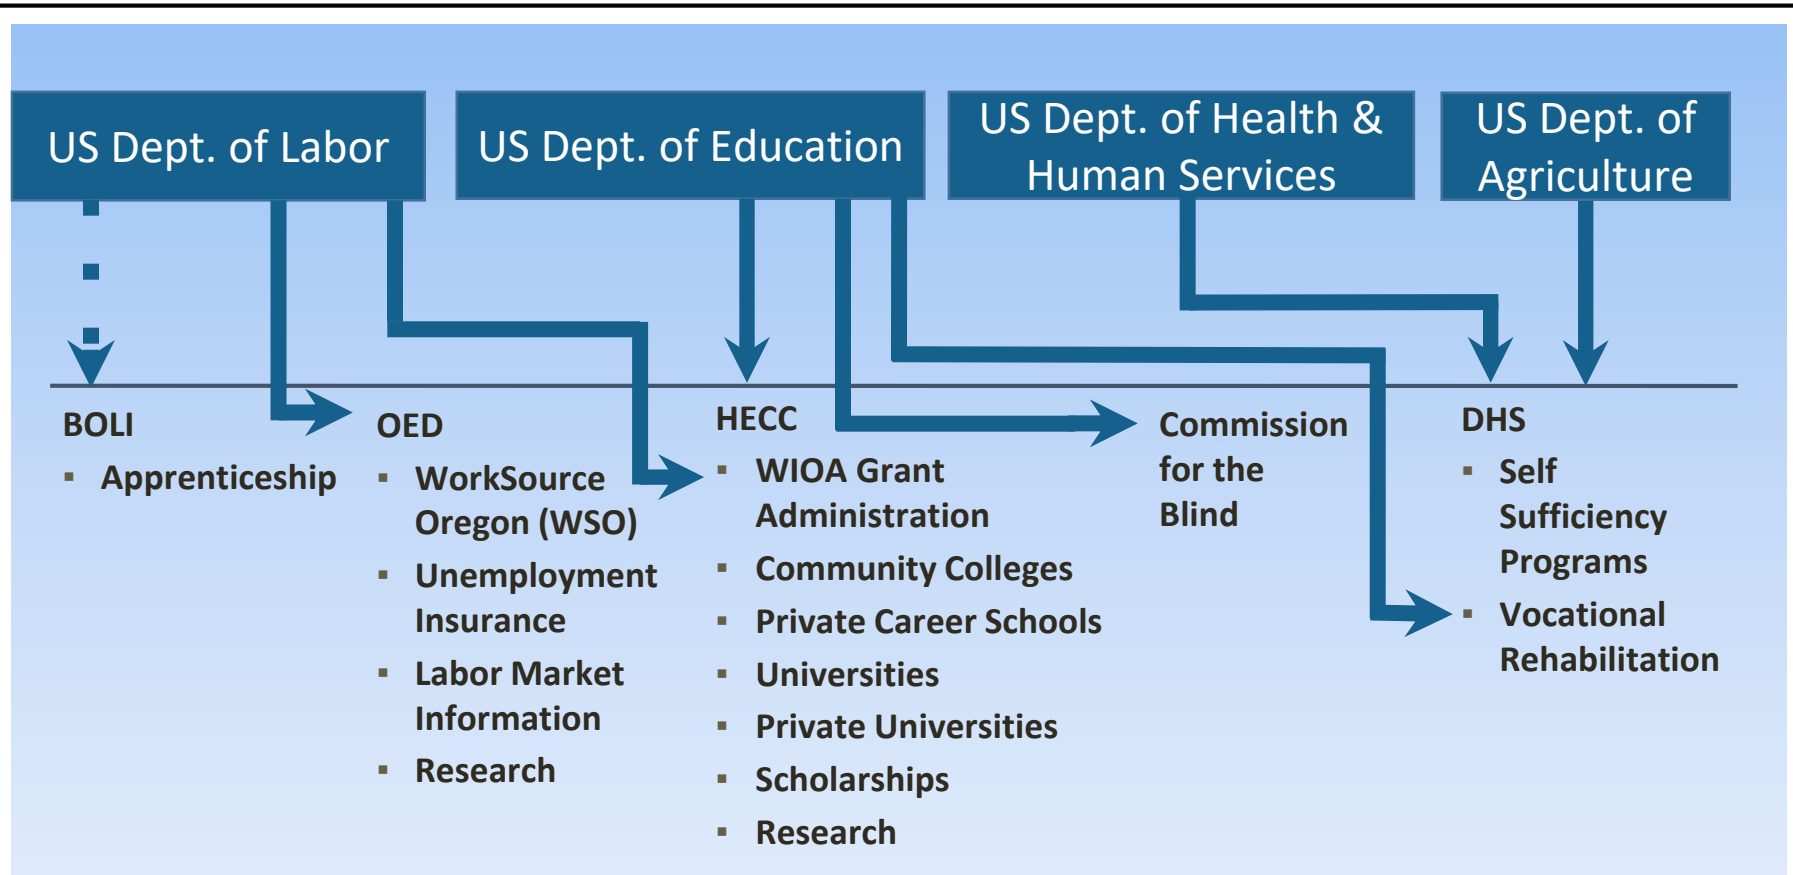 US Dept. of Labor
US Dept. of Education
US Dept. of Health &
Human Services
US Dept. of
Agriculture
BOLI
▪ Apprenticeship
OED
▪ WorkSource
Oregon (WSO)
▪ Unemployment
Insurance
▪ Labor Market
Information
▪ Research
HECC
▪ WIOA Grant
Administration
▪ Community Colleges
▪ Private Career Schools
▪ Universities
▪ Private Universities
▪ Scholarships
▪ Research
Commission
for the
Blind
DHS
▪ Self
Sufficiency
Programs
▪ Vocational
Rehabilitation